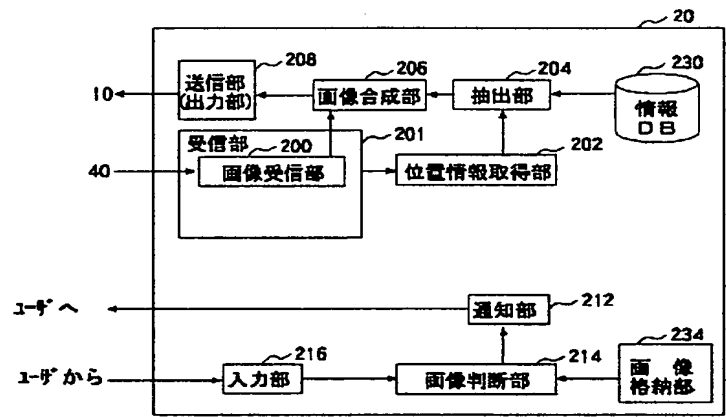 20
208
206
204
230
送信部
(出力部)
画像合成部
抽出部
情報
DB
10
受信部
200
201
202
画像受信部
位置情報取得部
40
ユーザへ
通知部
212
234
ユーザから
216
入力部
214
画像判断部
画像
格納部